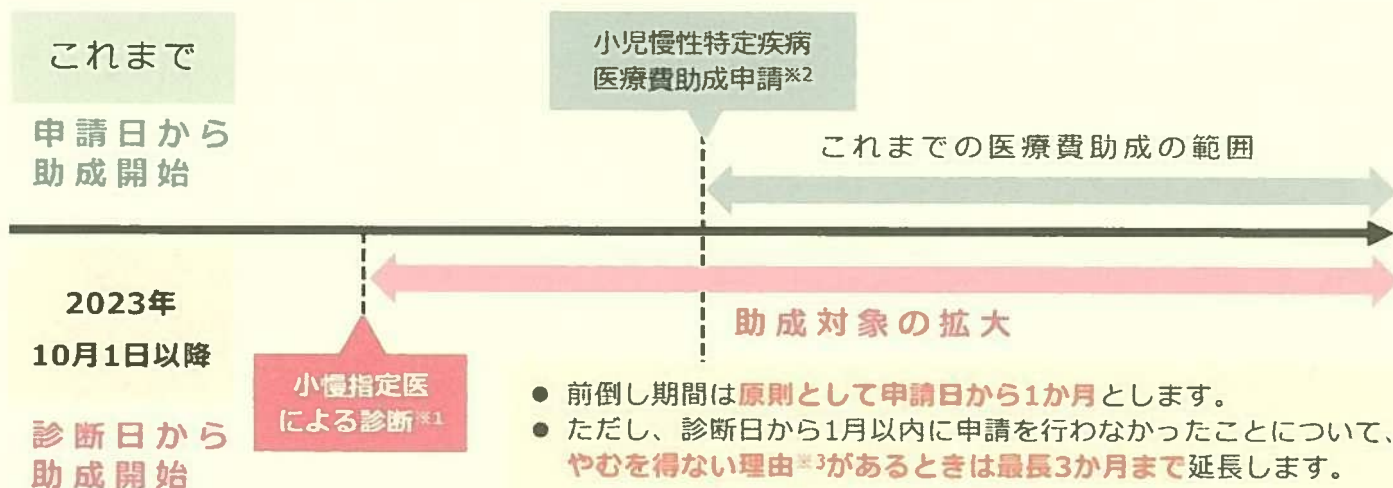 これまで
申請日から
助成開始
小児慢性特定疾病
医療費助成申請※2
これまでの医療費助成の範囲
2023年
10月1日以降
診断日から
助成開始
小慢指定医
による診断※1
助成対象の拡大
● 前倒し期間は原則として申請日から1か月とします。
● ただし、診断日から1月以内に申請を行わなかったことについて、
やむを得ない理由※3があるときは最長3か月まで延長します。